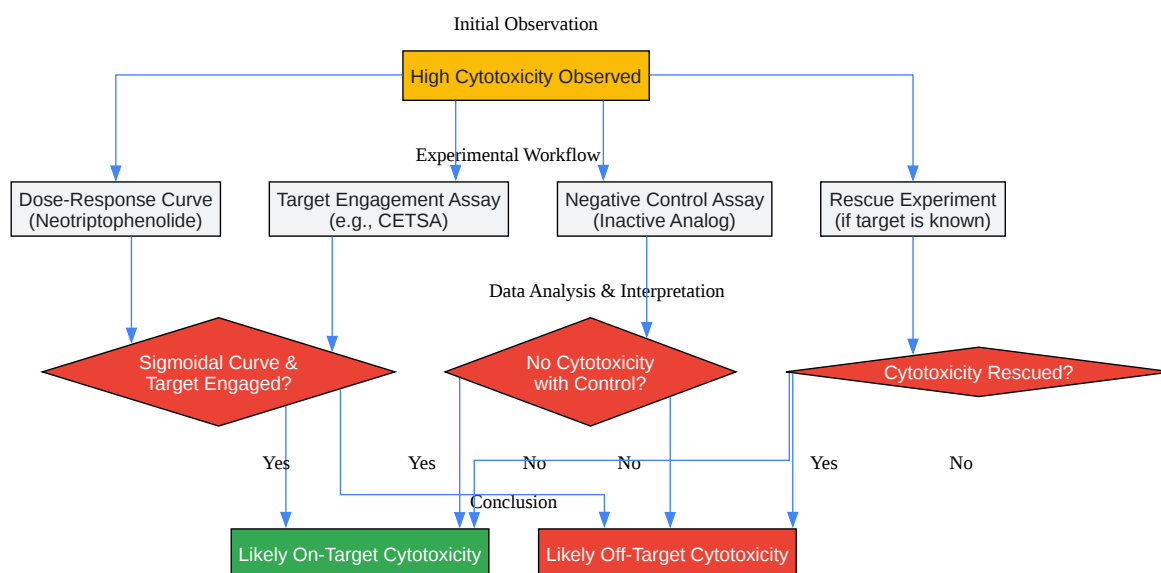 Initial Observation
High Cytotoxicity Observed
Experimental Workflow
Dose-Response Curve
(Neotriptophenolide)
Target Engagement Assay
(e.g., CETSA)
Negative Control Assay
(Inactive Analog)
Rescue Experiment
(if target is known)
Data Analysis & Interpretation
Sigmoidal Curve &
Target Engaged?
No Cytotoxicity
with Control?
Cytotoxicity Rescued?
Yes
Yes
No
No
Yes
No
Conclusion
Likely On-Target Cytotoxicity
Likely Off-Target Cytotoxicity